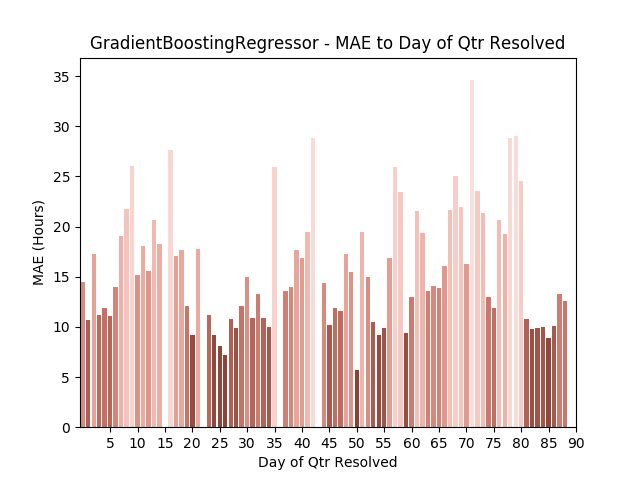 GradientBoostingRegressor - MAE to Day of Qtr Resolved
35
30
25
20
15
10
5
0
MAE (Hours)
5 10 15 20 25 30 35 40 45 50 55 60 65 70 75 80 85 90
Day of Qtr Resolved